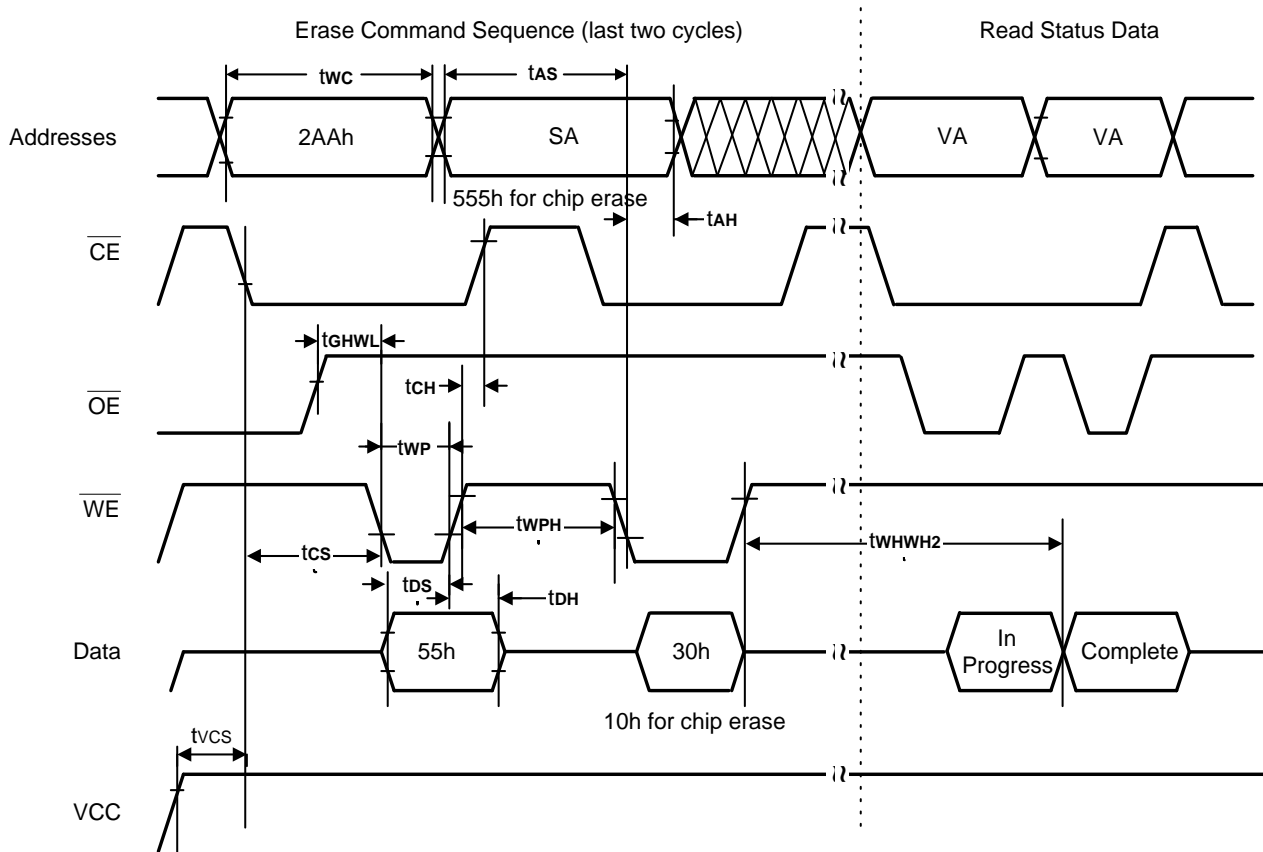 Erase Command Sequence (last two cycles)
Read Status Data
tWC
tAS
Addresses
2AAh
SA
VA
VA
555h for chip erase
tAH
CE
tGHWL
tCH
OE
tWP
WE
tWPH
tCS
tWHWH2
tDS
tDH
Data
55h
30h
In
Progress
Complete
10h for chip erase
tVCS
VCC